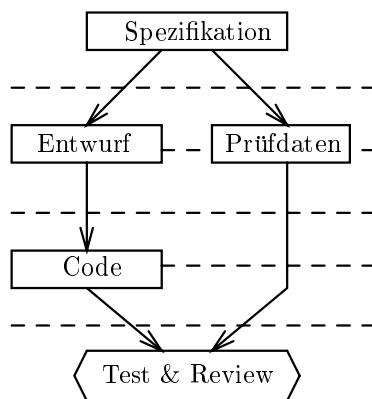 Spezifikation
Entwurf
Prüfdaten
Code
Test & Review